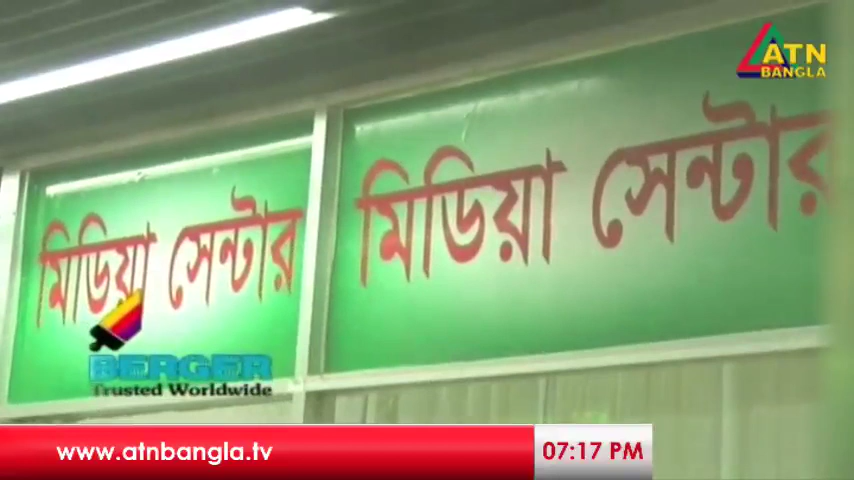 ATN
BANGLA
মিডিয়া সেন্টার
মিডিয়া সেন্টার
BERGER
Trusted Worldwide
www.atnbangla.tv
07:17 PM